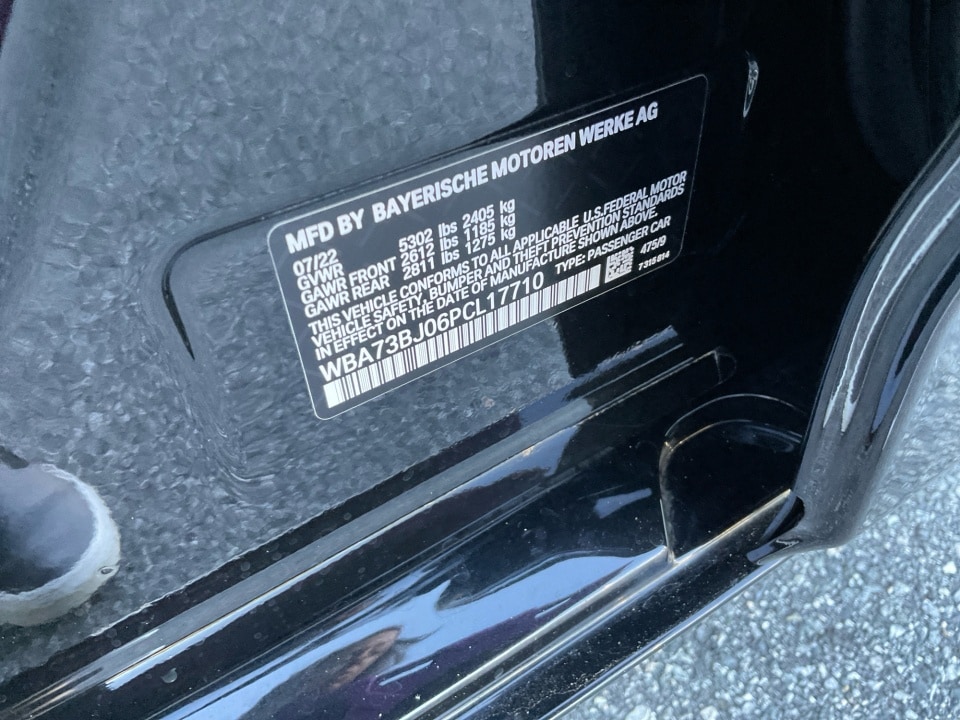 MFD BY BAYERISCHE MOTOREN WERKE AG
07/22
GVWR 5302 lbs 2405 kg
GAWR FRONT 2612 lbs 1185 kg
GAWR REAR 2811 lbs 1275 kg
THIS VEHICLE CONFORMS TO ALL APPLICABLE U.S. FEDERAL MOTOR
VEHICLE SAFETY, BUMPER AND THEFT PREVENTION STANDARDS
IN EFFECT ON THE DATE OF MANUFACTURE SHOWN ABOVE.
WBA73BJ06PCL17710 TYPE: PASSENGER CAR
475/9
7315814